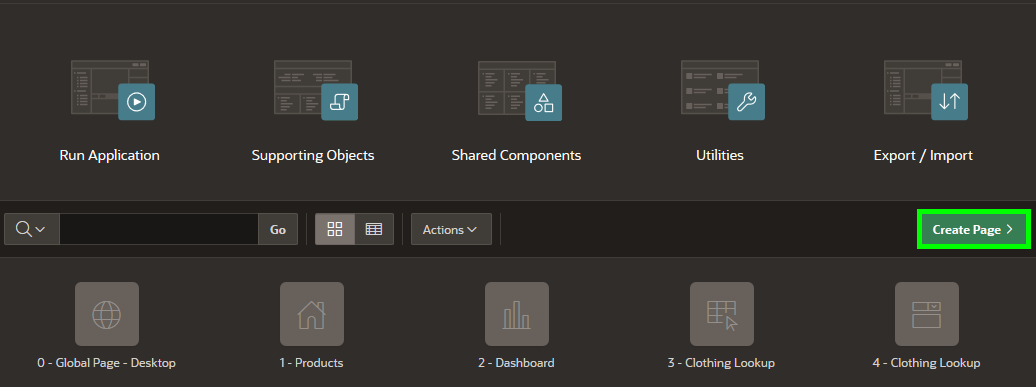 Run Application
Supporting Objects
Shared Components
Utilities
Export / Import
Go
Actions
Create Page
0 - Global Page - Desktop
1 - Products
2 - Dashboard
3 - Clothing Lookup
4 - Clothing Lookup